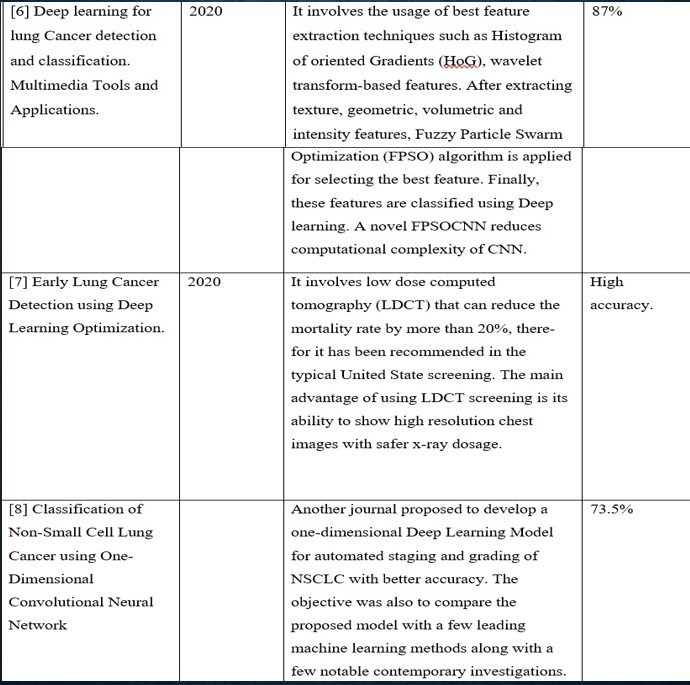 [6] Deep learning for
lung Cancer detection
and classification.
Multimedia Tools and
Applications.
2020
It involves the usage of best feature
extraction techniques such as Histogram
of oriented Gradients (HoG), wavelet
transform-based features. After extracting
texture, geometric, volumetric and
intensity features, Fuzzy Particle Swarm
Optimization (FPSO) algorithm is applied
for selecting the best feature. Finally,
these features are classified using Deep
learning. A novel FPSOCNN reduces
computational complexity of CNN.
87%
[7] Early Lung Cancer
Detection using Deep
Learning Optimization.
2020
It involves low dose computed
tomography (LDCT) that can reduce the
mortality rate by more than 20%, there-
for it has been recommended in the
typical United State screening. The main
advantage of using LDCT screening is its
ability to show high resolution chest
images with safer x-ray dosage.
High
accuracy.
[8] Classification of
Non-Small Cell Lung
Cancer using One-
Dimensional
Convolutional Neural
Network
Another journal proposed to develop a
one-dimensional Deep Learning Model
for automated staging and grading of
NSCLC with better accuracy. The
objective was also to compare the
proposed model with a few leading
machine learning methods along with a
few notable contemporary investigations.
73.5%